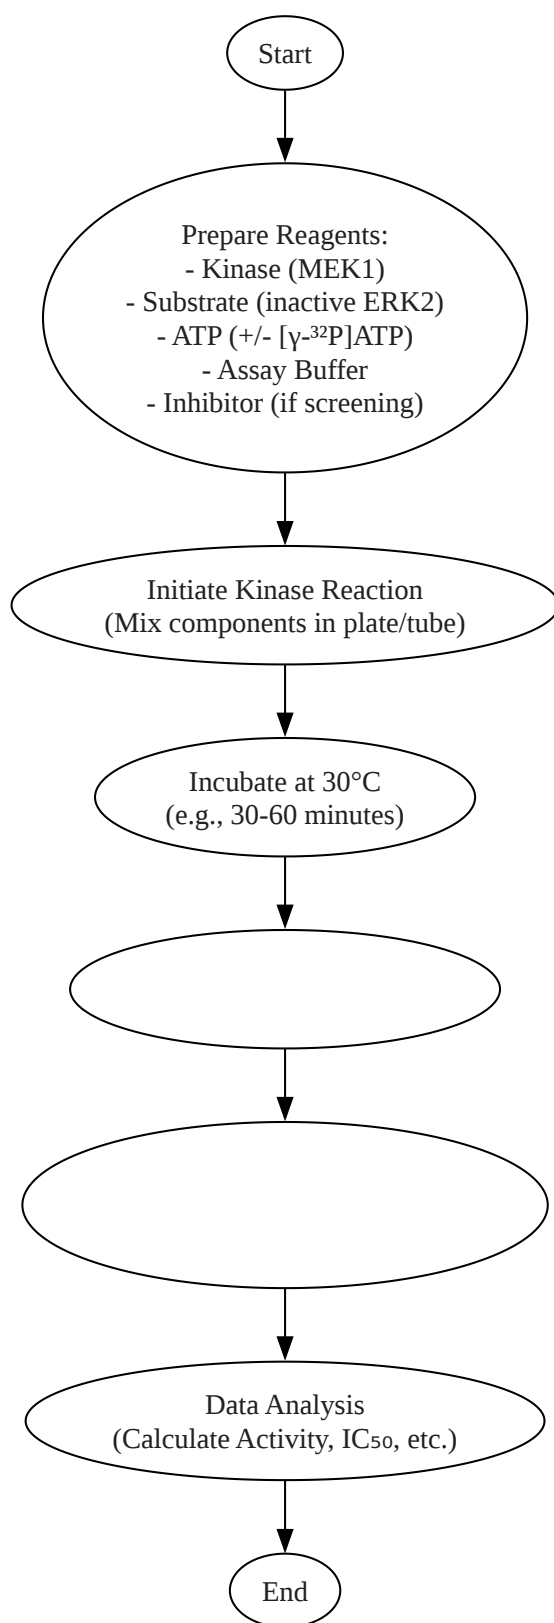 Start
Prepare Reagents:
- Kinase (MEK1)
- Substrate (inactive ERK2)
- ATP (+/- [γ-³²P]ATP)
- Assay Buffer
- Inhibitor (if screening)
Initiate Kinase Reaction
(Mix components in plate/tube)
Incubate at 30°C
(e.g., 30-60 minutes)
Data Analysis
(Calculate Activity, IC₅₀, etc.)
End